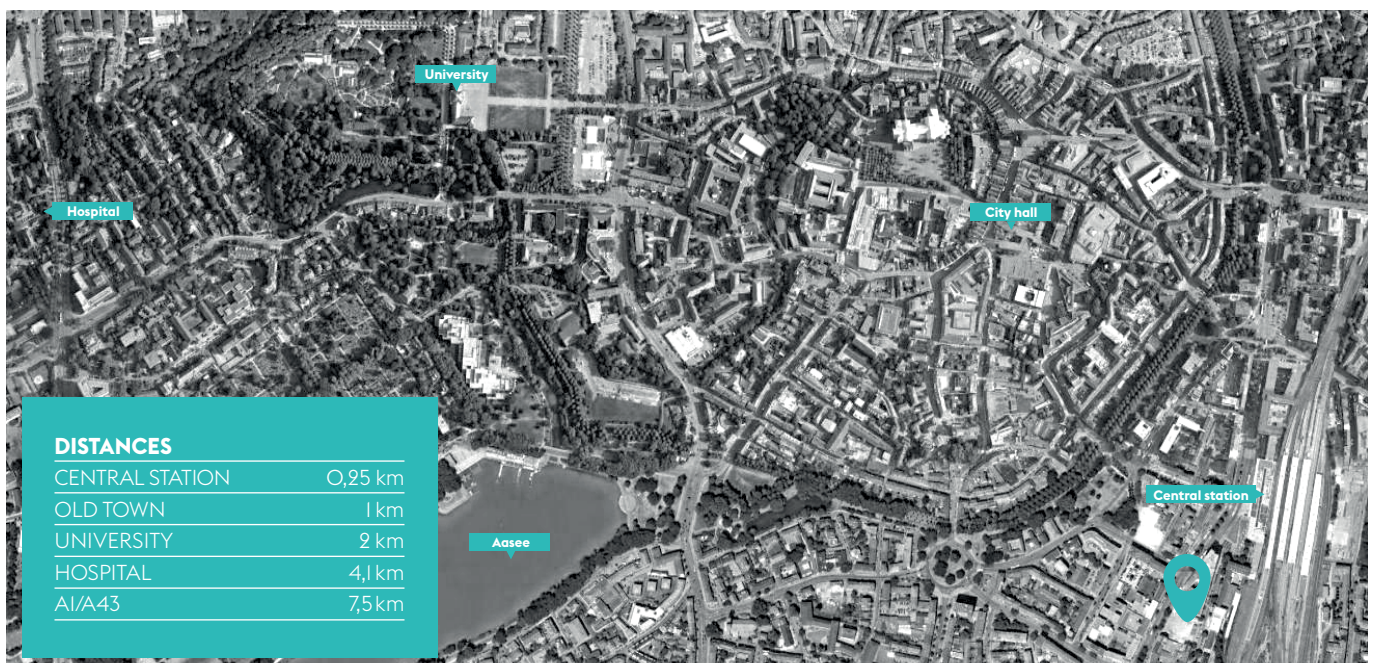 University
Hospital
City hall
DISTANCES
CENTRAL STATION 0,25 km
OLD TOWN 1 km
UNIVERSITY 2 km
HOSPITAL 4,1 km
A1/A43 7,5 km
Central station
Aasee